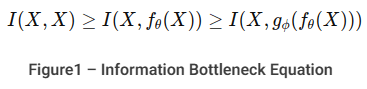 I(X, X) ≥ I(X, f_θ(X)) ≥ I(X, g_ϕ(f_θ(X)))
Figure1 – Information Bottleneck Equation